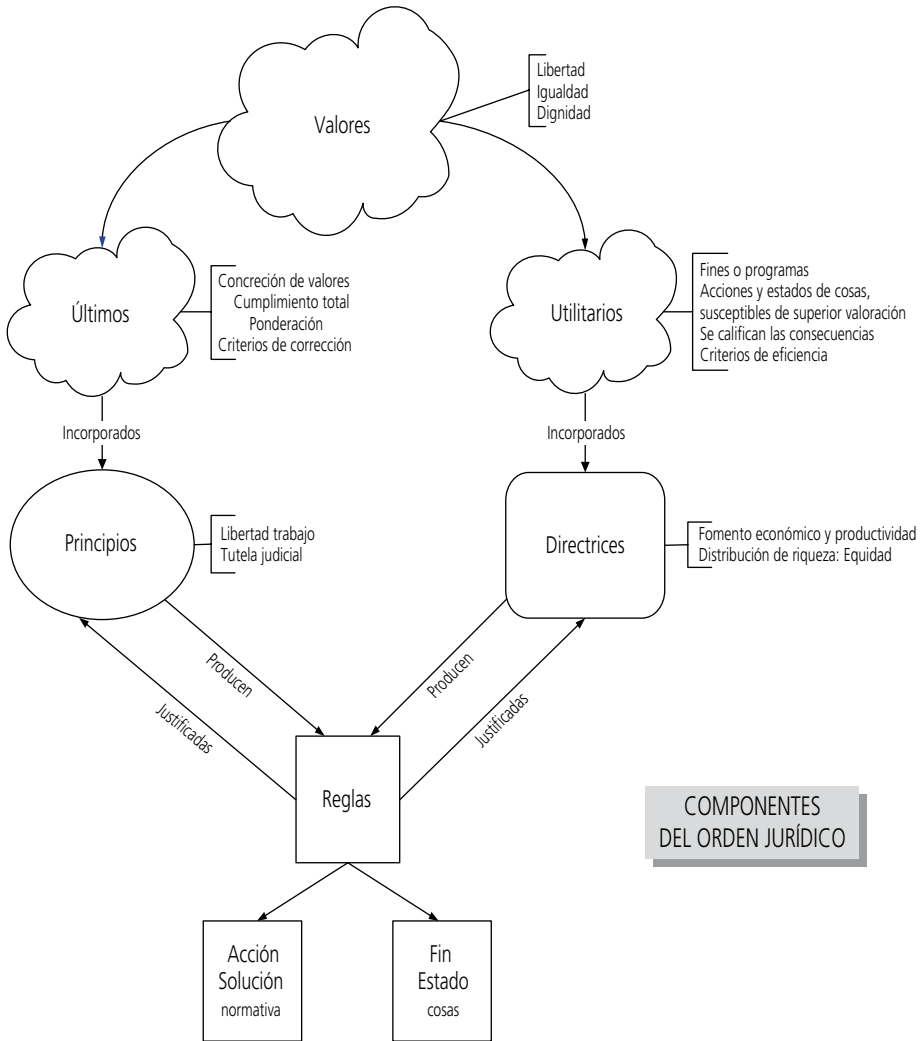 Libertad
Igualdad
Dignidad
Valores
Concreción de valores
Cumplimiento total
Ponderación
Criterios de corrección
Últimos
Fines o programas
Acciones y estados de cosas,
susceptibles de superior valoración
Se califican las consecuencias
Criterios de eficiencia
Utilitarios
Incorporados
Incorporados
Principios
Libertad trabajo
Tutela judicial
Directrices
Fomento económico y productividad
Distribución de riqueza: Equidad
Producen
Justificadas
Producen
Justificadas
Reglas
COMPONENTES
DEL ORDEN JURÍDICO
Acción
Solución
normativa
Fin
Estado
cosas